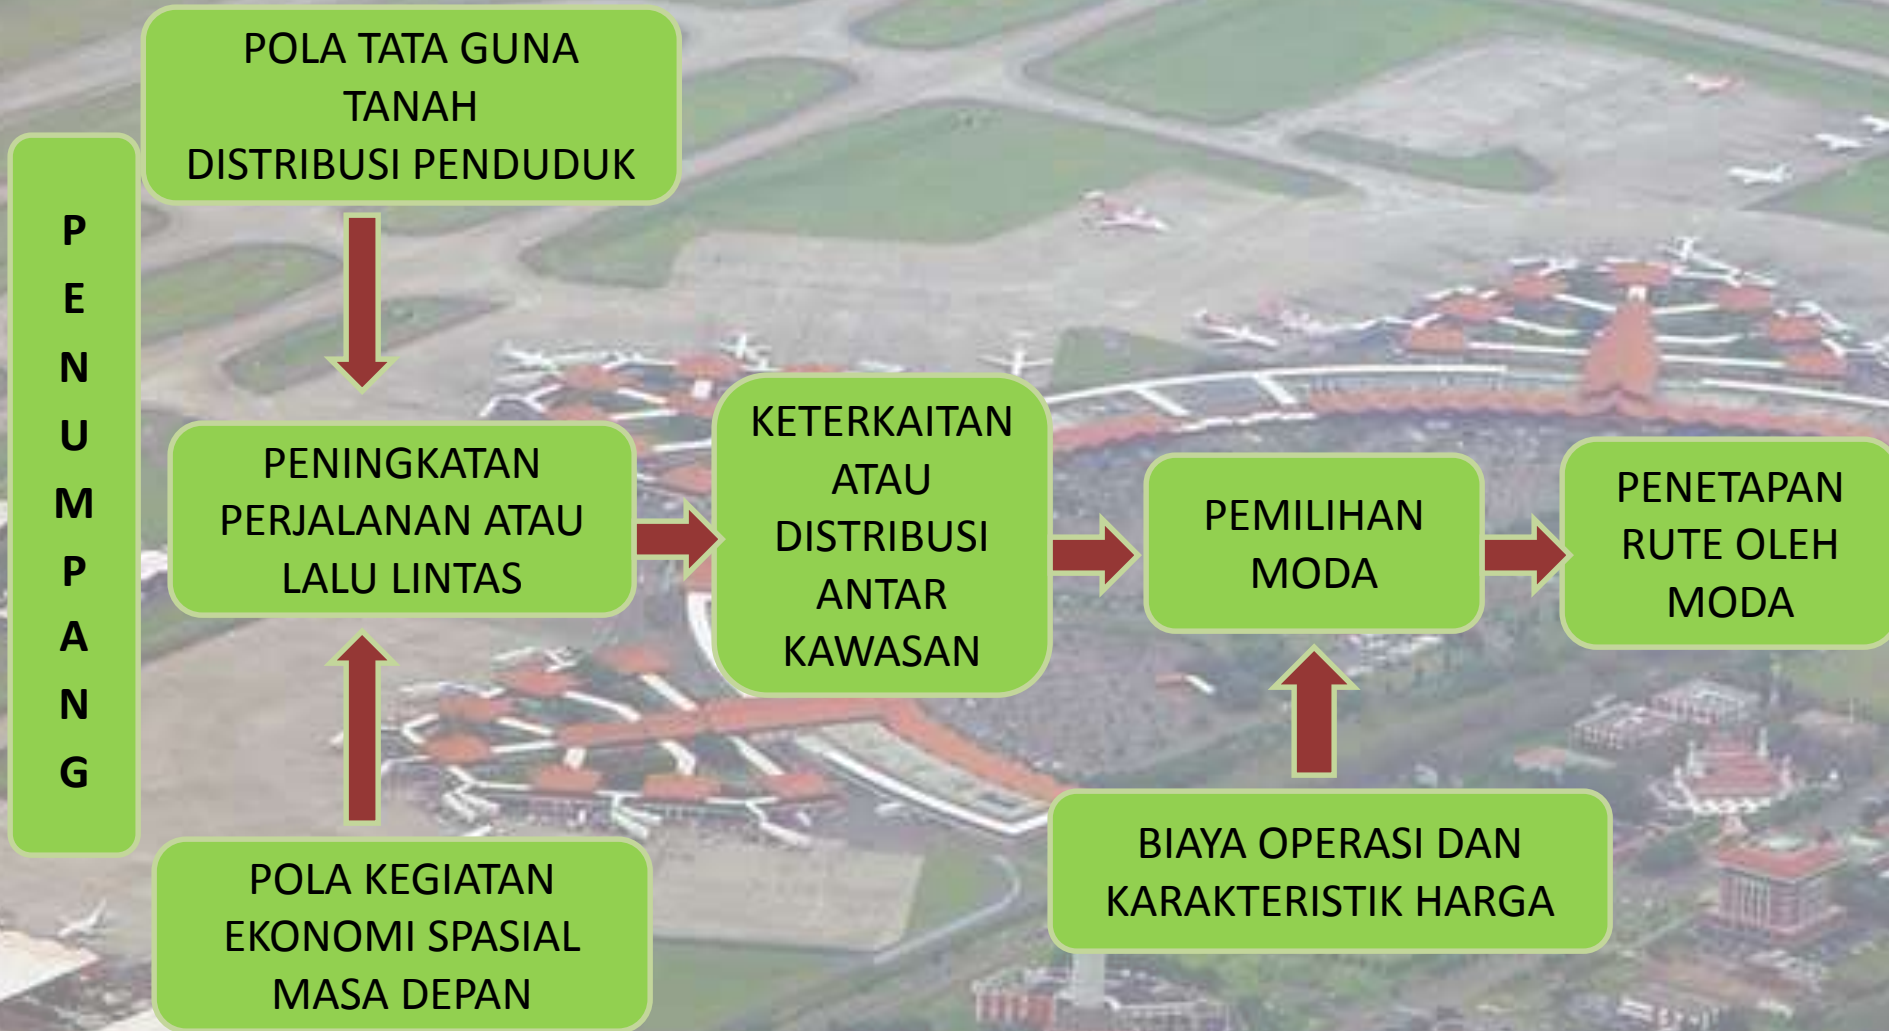 POLA TATA GUNA
TANAH
DISTRIBUSI PENDUDUK
P
E
N
U
M
P
A
N
G
PENINGKATAN
PERJALANAN ATAU
LALU LINTAS
KETERKAITAN
ATAU
DISTRIBUSI
ANTAR
KAWASAN
PEMILIHAN
MODA
PENETAPAN
RUTE OLEH
MODA
POLA KEGIATAN
EKONOMI SPASIAL
MASA DEPAN
BIAYA OPERASI DAN
KARAKTERISTIK HARGA